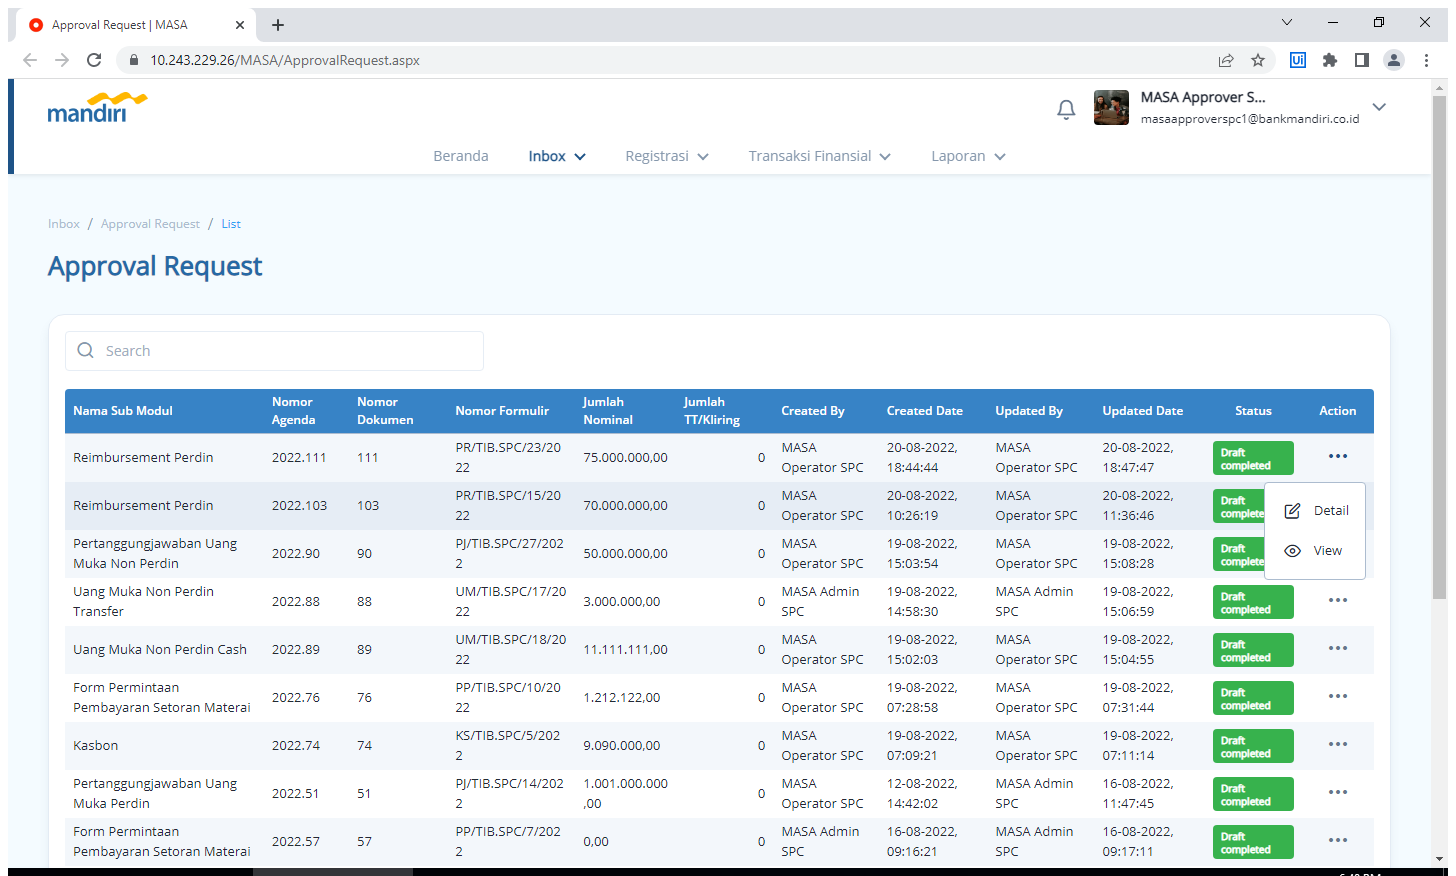 Approval Request | MASA
10.243.229.26/MASA/ApprovalRequest.aspx
Ui
mandiri
MASA Approver S...
masaapproverspc1@bankmandiri.co.id
Beranda Inbox Registrasi Transaksi Finansial Laporan
Inbox / Approval Request / List
Approval Request
Search
Nama Sub Modul Nomor Agenda Nomor Dokumen Nomor Formulir Jumlah Nominal Jumlah TT/Kliring Created By Created Date Updated By Updated Date Status Action
Reimbursement Perdin 2022.111 111 PR/TIB.SPC/23/2022 75.000.000,00 0 MASA Operator SPC 20-08-2022, 18:44:44 MASA Operator SPC 20-08-2022, 18:47:47 Draft completed
Reimbursement Perdin 2022.103 103 PR/TIB.SPC/15/2022 70.000.000,00 0 MASA Operator SPC 20-08-2022, 10:26:19 MASA Operator SPC 20-08-2022, 11:36:46 Draft complete
Detail
Pertanggungjawaban Uang Muka Non Perdin 2022.90 90 PJ/TIB.SPC/27/2022 50.000.000,00 0 MASA Operator SPC 19-08-2022, 15:03:54 MASA Operator SPC 19-08-2022, 15:08:28 Draft complete
View
Uang Muka Non Perdin Transfer 2022.88 88 UM/TIB.SPC/17/2022 3.000.000,00 0 MASA Admin SPC 19-08-2022, 14:58:30 MASA Admin SPC 19-08-2022, 15:06:59 Draft completed
Uang Muka Non Perdin Cash 2022.89 89 UM/TIB.SPC/18/2022 11.111.111,00 0 MASA Operator SPC 19-08-2022, 15:02:03 MASA Operator SPC 19-08-2022, 15:04:55 Draft completed
Form Permintaan Pembayaran Setoran Materai 2022.76 76 PP/TIB.SPC/10/2022 1.212.122,00 0 MASA Operator SPC 19-08-2022, 07:28:58 MASA Operator SPC 19-08-2022, 07:31:44 Draft completed
Kasbon 2022.74 74 KS/TIB.SPC/5/2022 9.090.000,00 0 MASA Operator SPC 19-08-2022, 07:09:21 MASA Operator SPC 19-08-2022, 07:11:14 Draft completed
Pertanggungjawaban Uang Muka Perdin 2022.51 51 PJ/TIB.SPC/14/2022 1.001.000.000,00 0 MASA Operator SPC 12-08-2022, 14:42:02 MASA Admin SPC 16-08-2022, 11:47:45 Draft completed
Form Permintaan Pembayaran Setoran Materai 2022.57 57 PP/TIB.SPC/7/2022 0,00 0 MASA Admin SPC 16-08-2022, 09:16:21 MASA Admin SPC 16-08-2022, 09:17:11 Draft completed